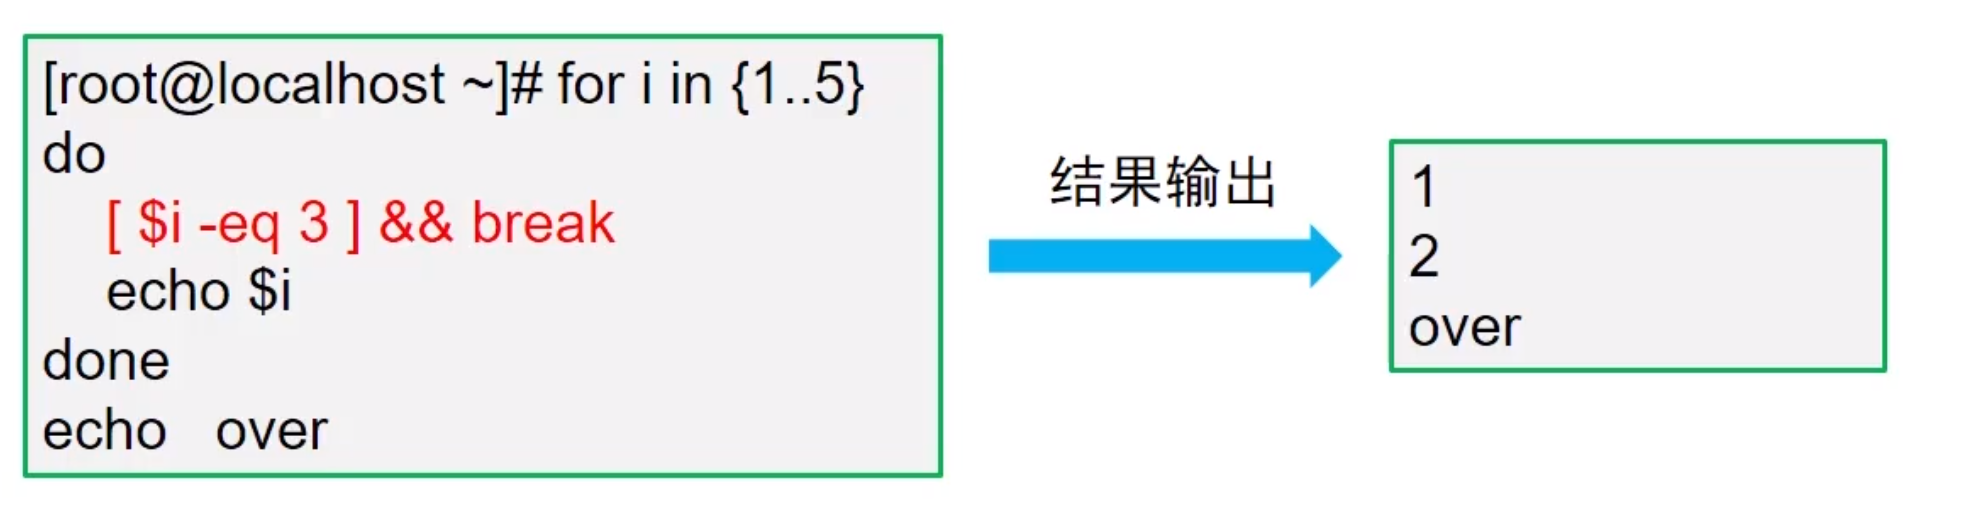 [root@localhost ~]# for i in {1..5}
do
[ $i -eq 3 ] && break
echo $i
done
echo over
结果输出
1
2
over